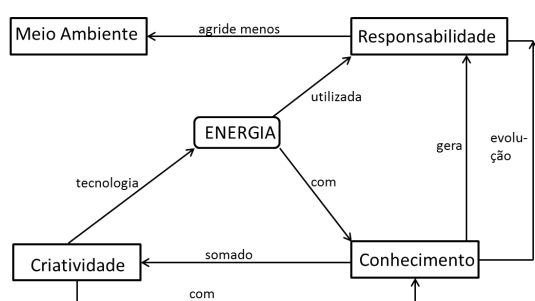 Meio Ambiente
agride menos
Responsabilidade
utilizada
ENERGIA
evolu-
ção
gera
tecnologia
com
Criatividade
somado
Conhecimento
com